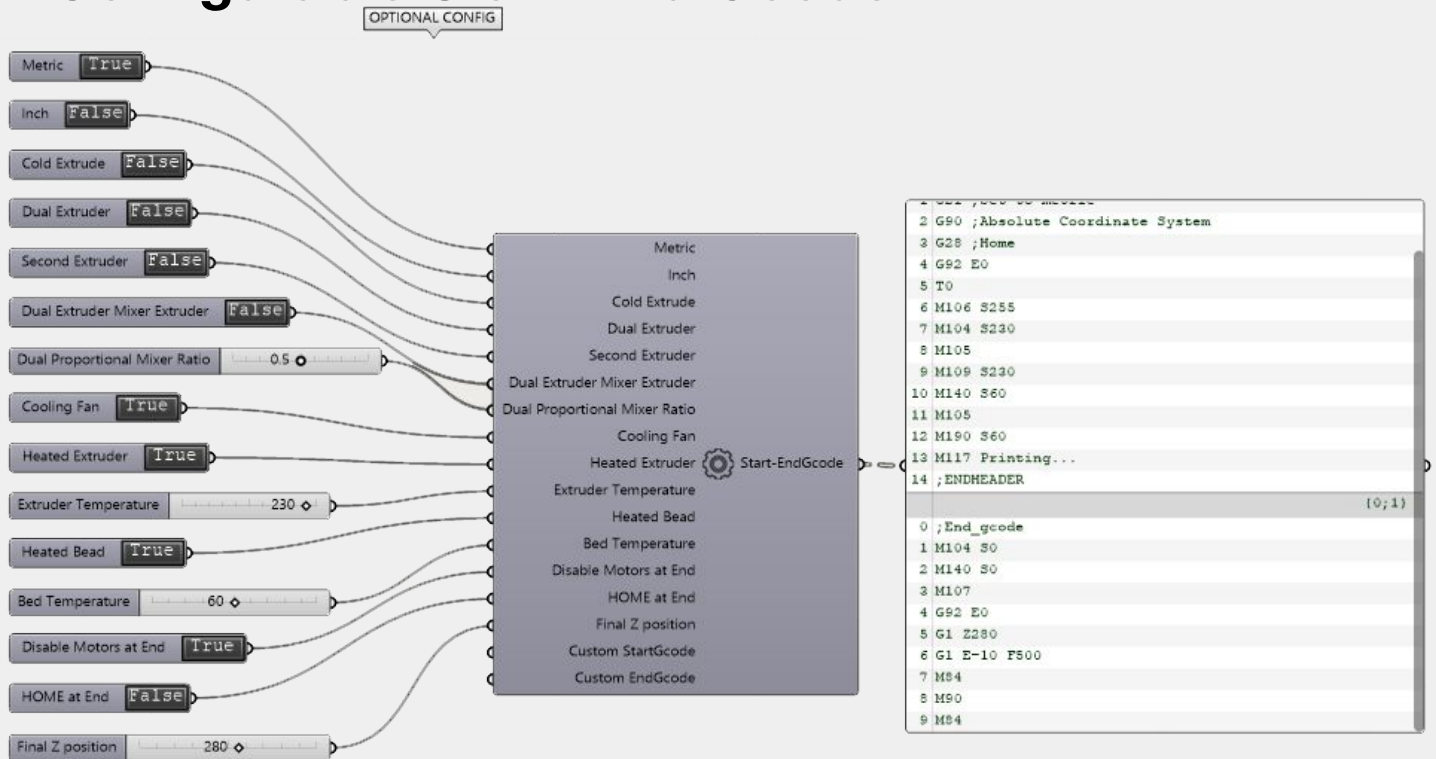 OPTIONAL CONFIG
Metric True
Inch False
Cold Extrude False
Dual Extruder False
Second Extruder False
Dual Extruder Mixer Extruder False
Dual Proportional Mixer Ratio 0.5
Cooling Fan True
Heated Extruder True
Extruder Temperature 230
Heated Bead True
Bed Temperature 60
Disable Motors at End True
HOME at End False
Final Z position 280
Metric
Inch
Cold Extrude
Dual Extruder
Second Extruder
Dual Extruder Mixer Extruder
Dual Proportional Mixer Ratio
Cooling Fan
Heated Extruder
Extruder Temperature
Heated Bead
Bed Temperature
Disable Motors at End
HOME at End
Final Z position
Custom StartGcode
Custom EndGcode
Start-EndGcode
2 G90 ;Absolute Coordinate System
3 G28 ;Home
4 G92 E0
5 T0
6 M106 S255
7 M104 S230
8 M105
9 M109 S230
10 M140 S60
11 M105
12 M190 S60
13 M117 Printing...
14 ;ENDHEADER
{0;1}
0 ;End_gcode
1 M104 S0
2 M140 S0
3 M107
4 G92 E0
5 G1 Z280
6 G1 E-10 F500
7 M84
8 M90
9 M84